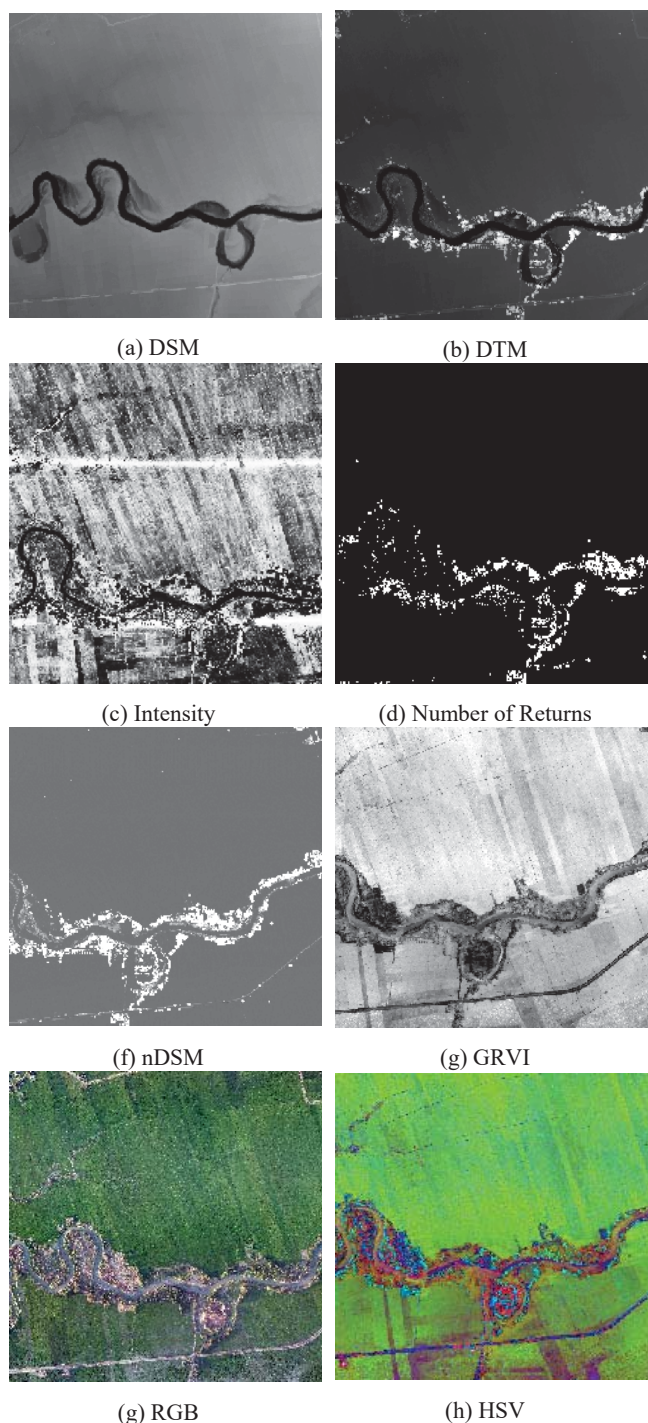 (a) DSM
(b) DTM
(c) Intensity
(d) Number of Returns
(f) nDSM
(g) GRVI
(g) RGB
(h) HSV